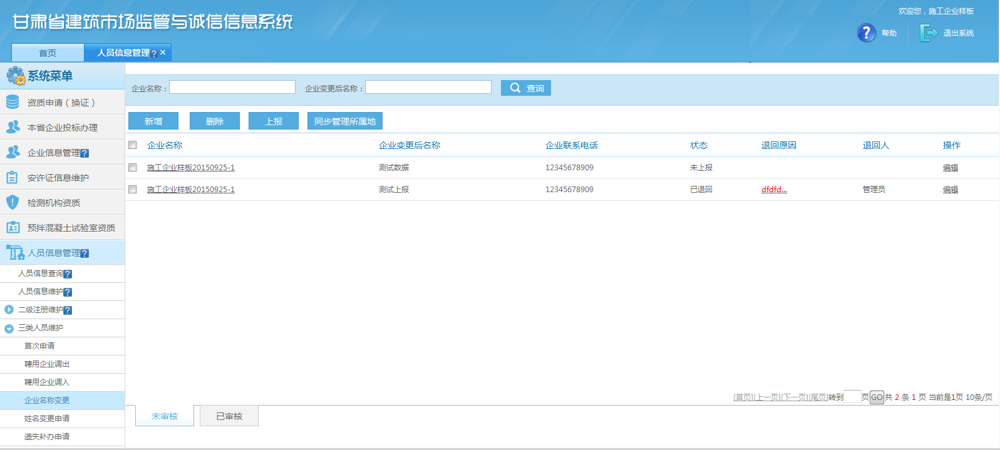 甘肃省建筑市场监管与诚信信息系统
欢迎您，施工企业样板
帮助 退出系统
首页 人员信息管理? ×
系统菜单
资质申请（换证）
本省企业投标办理
企业信息管理?
安许证信息维护
检测机构资质
预拌混凝土试验室资质
人员信息管理?
人员信息查询?
人员信息维护?
二级注册维护?
三类人员维护
首次申请
聘用企业调出
聘用企业调入
企业名称变更
姓名变更申请
遗失补办申请
企业名称： 企业变更后名称： 查询
新增 删除 上报 同步管理所属地
企业名称 企业变更后名称 企业联系电话 状态 退回原因 退回人 操作
施工企业样板20150925-1 测试数据 12345678909 未上报 编辑
施工企业样板20150925-1 测试上报 12345678909 已退回 dfdfd... 管理员 编辑
[首页][上一页][下一页][尾页]转到 页 GO 共 2 条 1 页 当前是1页 10条/页
未审核 已审核